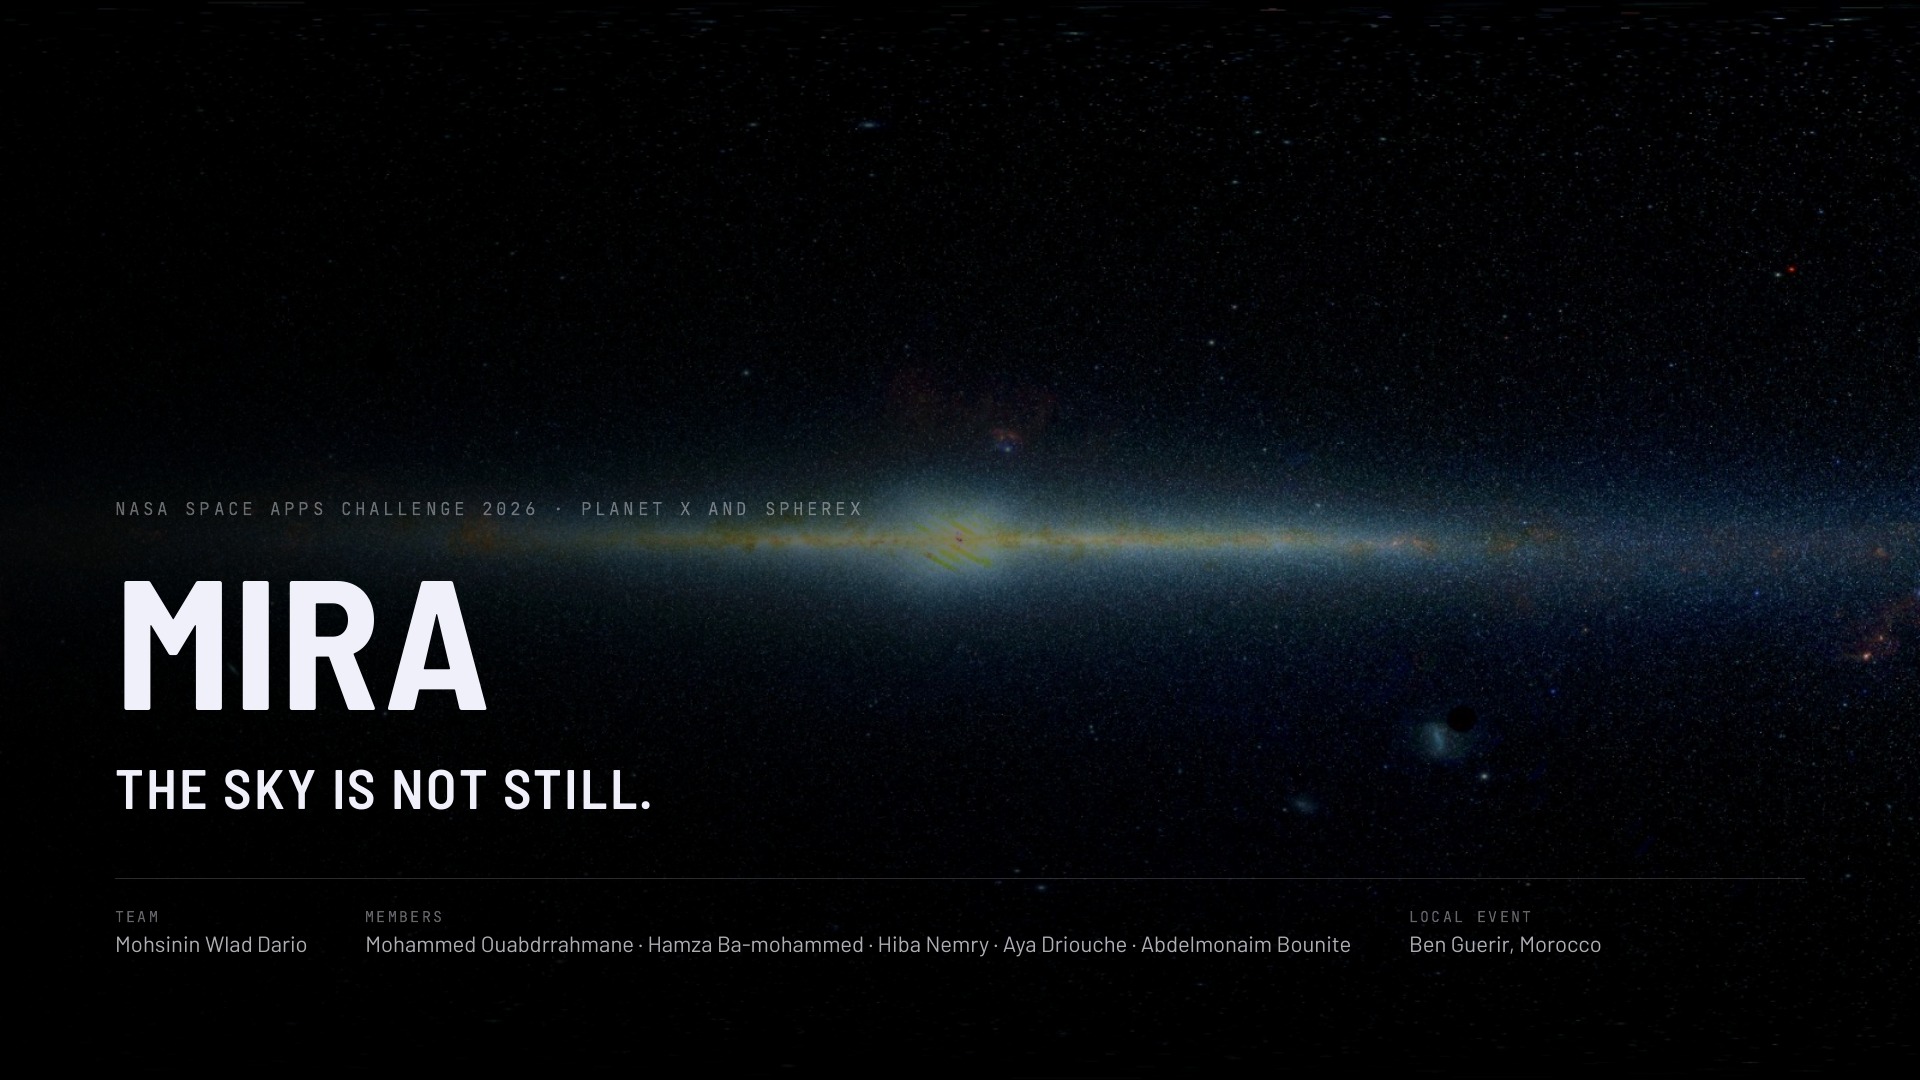 NASA SPACE APPS CHALLENGE 2026 · PLANET X AND SPHEREX
MIRA
THE SKY IS NOT STILL.
TEAM
Mohsinin Wlad Dario
MEMBERS
Mohammed Ouabdrrahmane · Hamza Ba-mohammed · Hiba Nemry · Aya Driouche · Abdelmonaim Bounite
LOCAL EVENT
Ben Guerir, Morocco